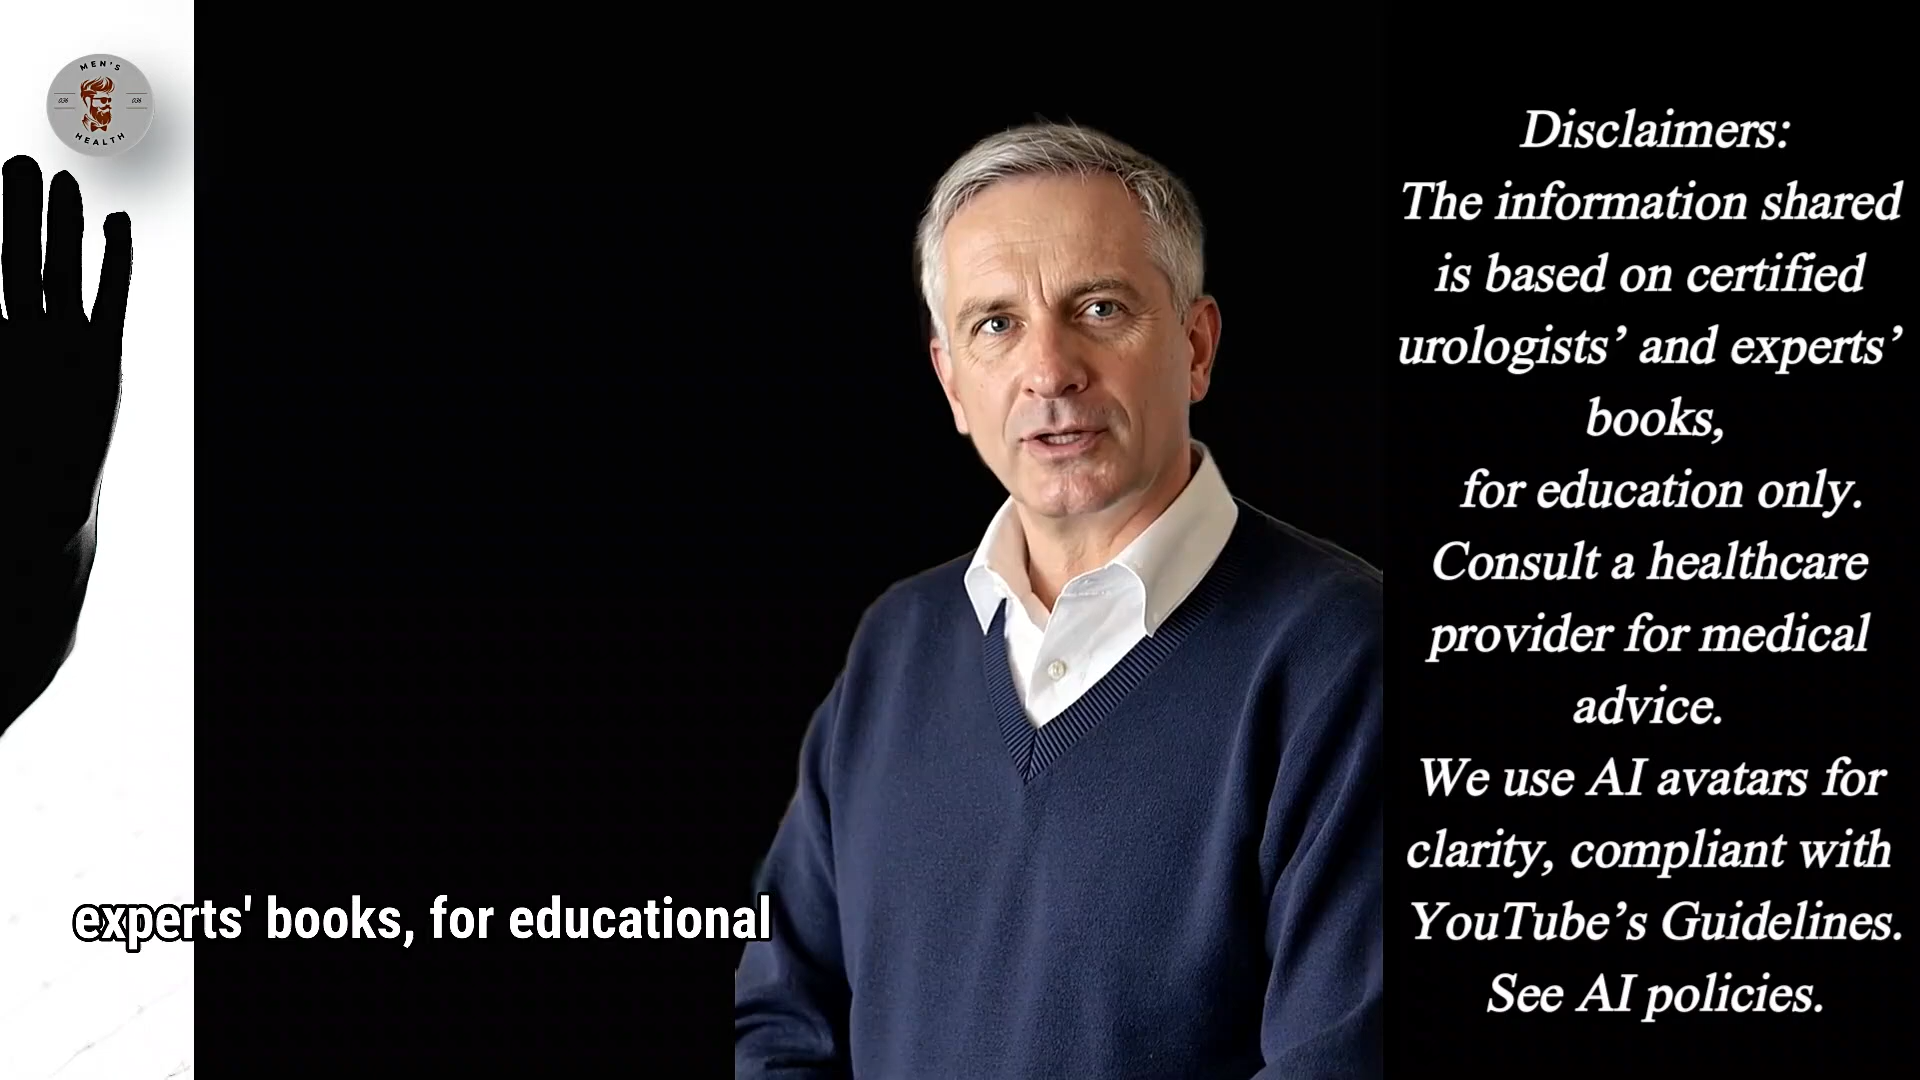 MEN'S
036 036
HEALTH
Disclaimers:
The information shared
is based on certified
urologists’ and experts’
books,
for education only.
Consult a healthcare
provider for medical
advice.
We use AI avatars for
clarity, compliant with
YouTube’s Guidelines.
See AI policies.
experts' books, for educational